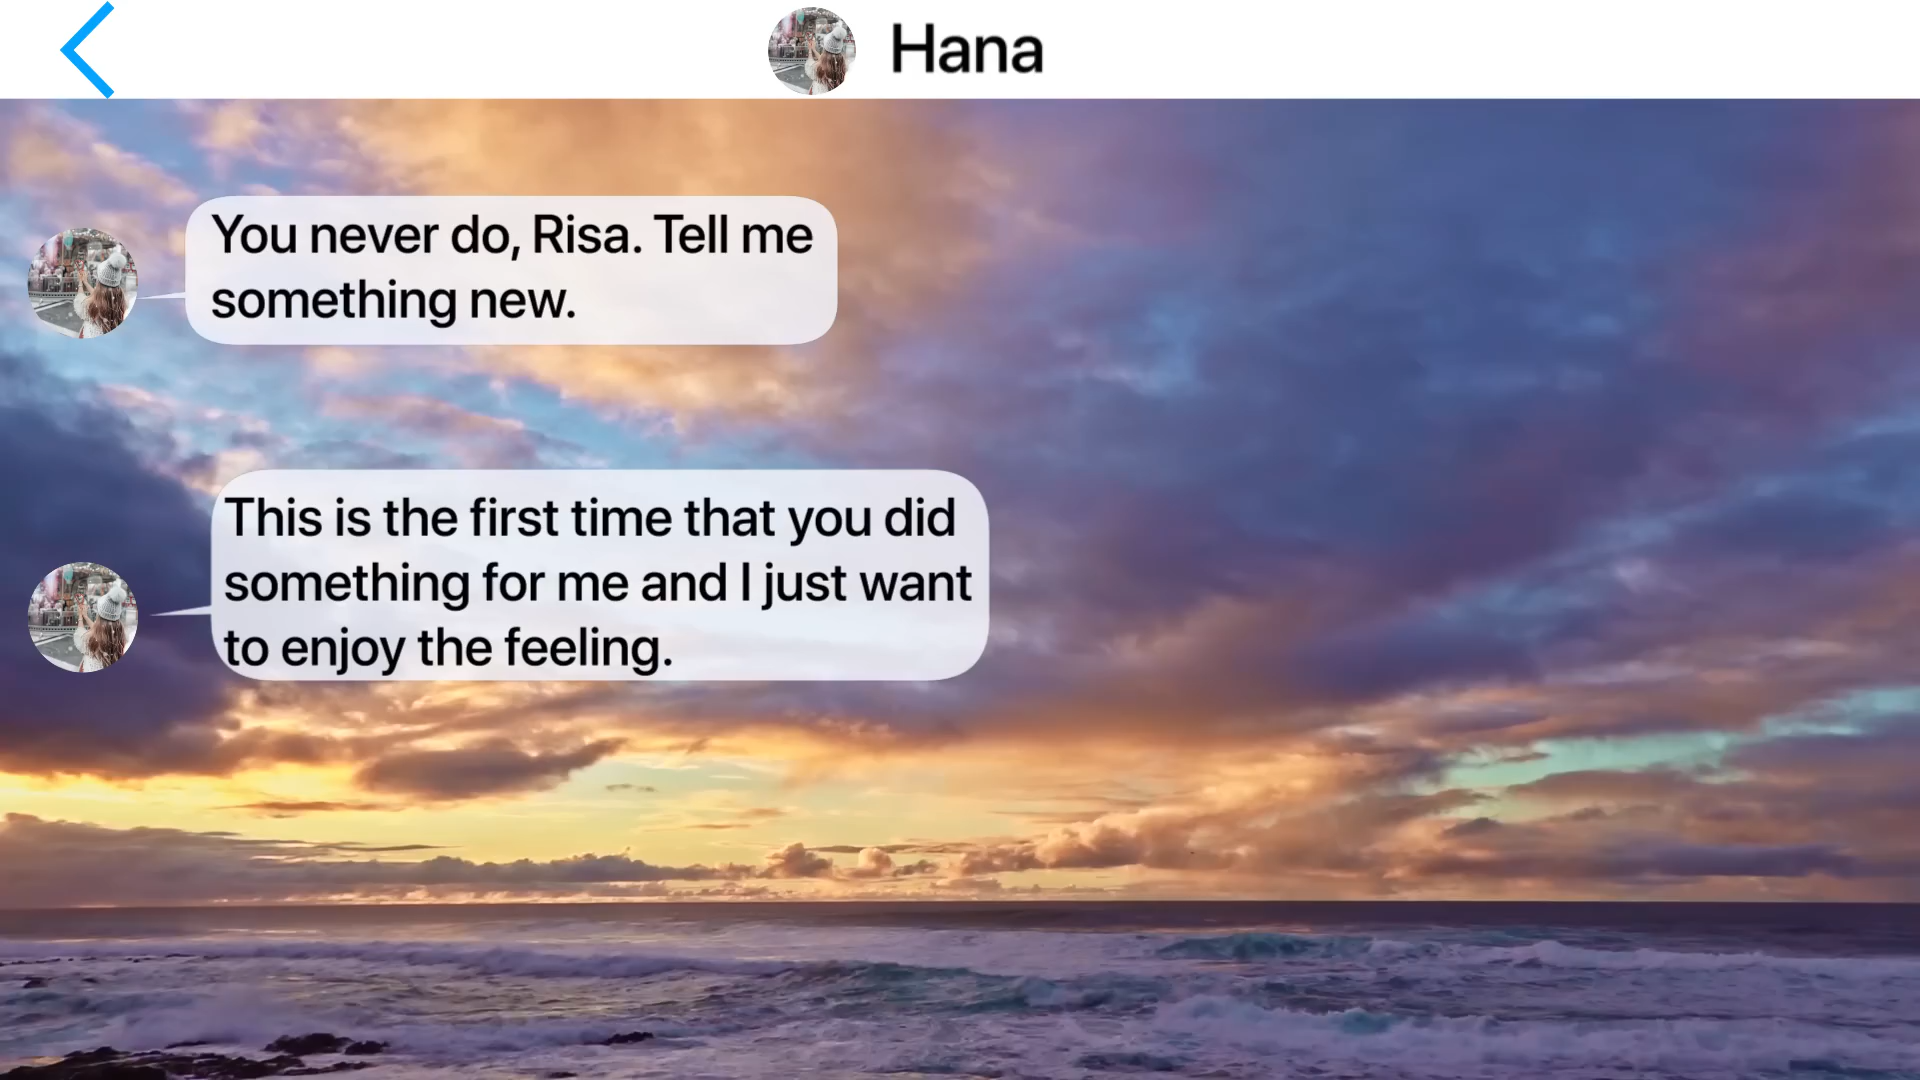 Hana
You never do, Risa. Tell me
something new.
This is the first time that you did
something for me and I just want
to enjoy the feeling.